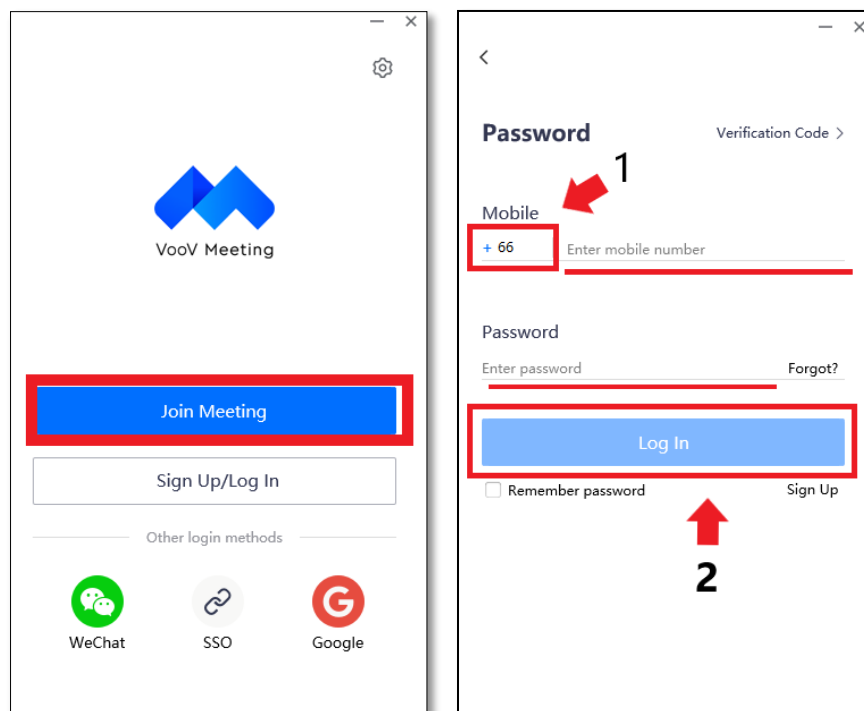 VooV Meeting
Join Meeting
Sign Up/Log In
Other login methods
WeChat SSO Google
Password Verification Code >
1
Mobile
+ 66 Enter mobile number
Password
Enter password Forgot?
Log In
Remember password Sign Up
2